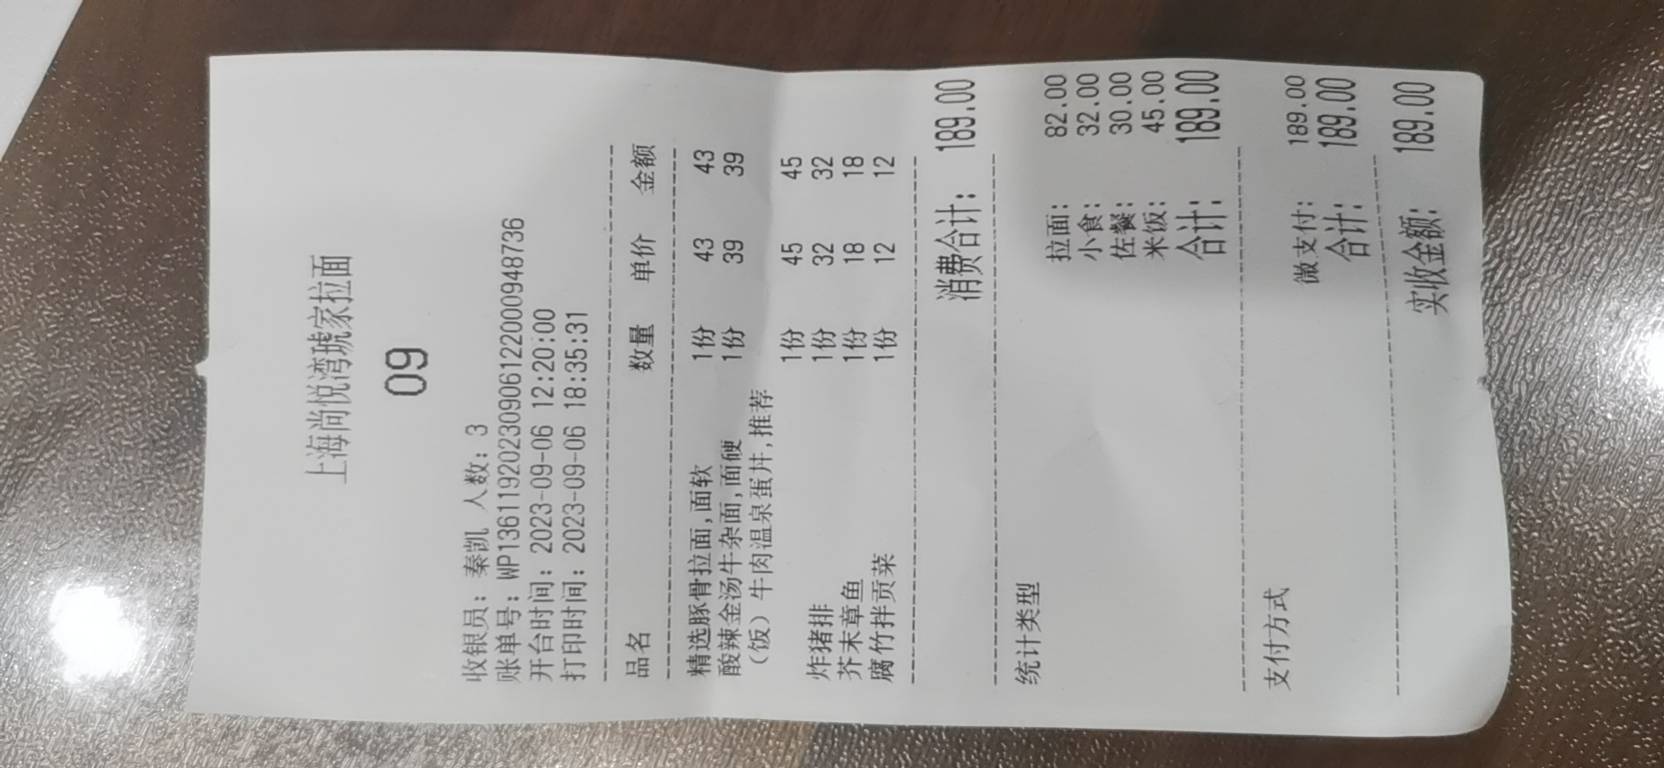 上海尚悦湾琥家拉面
09
收银员: 秦凯 人数: 3
账单号: WP13611920230906122000948736
开台时间: 2023-09-06 12:20:00
打印时间: 2023-09-06 18:35:31
品名 数量 单价 金额
精选豚骨拉面,面软 1份 43 43
酸辣金汤牛杂面,面硬 1份 39 39
(饭)牛肉温泉蛋丼,推荐
1份 45 45
炸猪排 1份 32 32
芥末章鱼 1份 18 18
腐竹拌贡菜 1份 12 12
消费合计: 189.00
统计类型
拉面: 82.00
小食: 32.00
佐餐: 30.00
米饭: 45.00
合计: 189.00
支付方式
微支付: 189.00
合计: 189.00
实收金额: 189.00